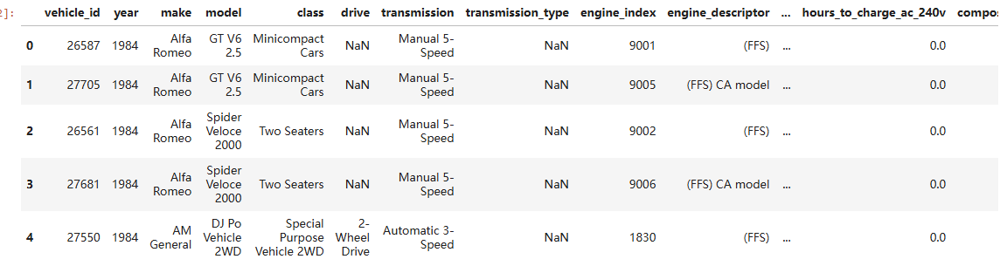 2]: vehicle_id year make model class drive transmission transmission_type engine_index engine_descriptor ... hours_to_charge_ac_240v compos
0 26587 1984 Alfa Romeo GT V6 2.5 Minicompact Cars NaN Manual 5-Speed NaN 9001 (FFS) ... 0.0
1 27705 1984 Alfa Romeo GT V6 2.5 Minicompact Cars NaN Manual 5-Speed NaN 9005 (FFS) CA model ... 0.0
2 26561 1984 Alfa Romeo Spider Veloce 2000 Two Seaters NaN Manual 5-Speed NaN 9002 (FFS) ... 0.0
3 27681 1984 Alfa Romeo Spider Veloce 2000 Two Seaters NaN Manual 5-Speed NaN 9006 (FFS) CA model ... 0.0
4 27550 1984 AM General DJ Po Vehicle 2WD Special Purpose Vehicle 2WD 2-Wheel Drive Automatic 3-Speed NaN 1830 (FFS) ... 0.0